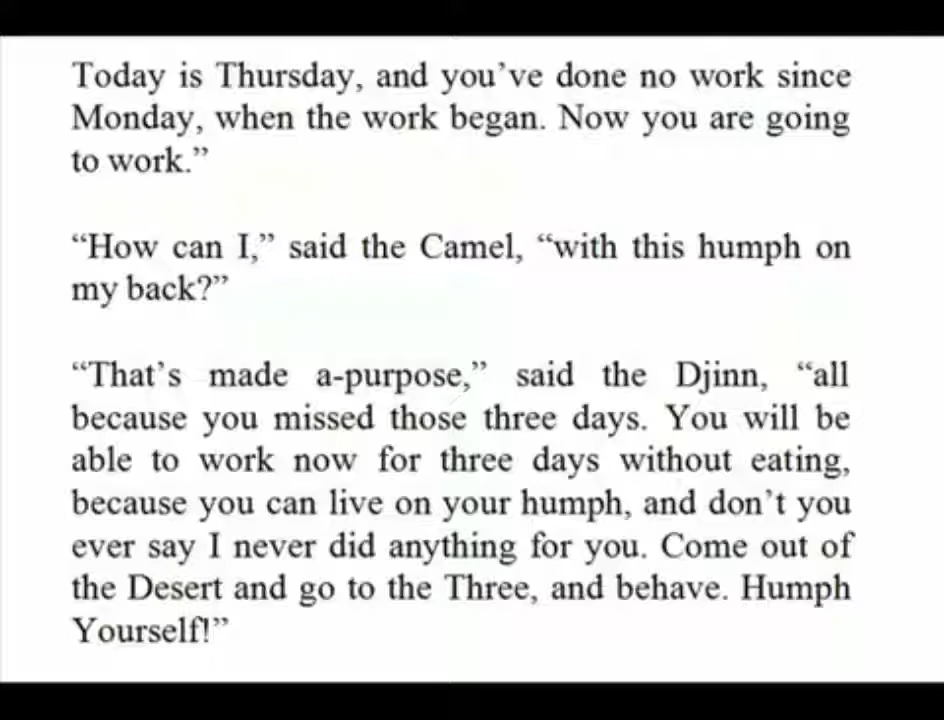 Today is Thursday, and you’ve done no work since
Monday, when the work began. Now you are going
to work.”
“How can I,” said the Camel, “with this humph on
my back?”
“That’s made a-purpose,” said the Djinn, “all
because you missed those three days. You will be
able to work now for three days without eating,
because you can live on your humph, and don’t you
ever say I never did anything for you. Come out of
the Desert and go to the Three, and behave. Humph
Yourself!”